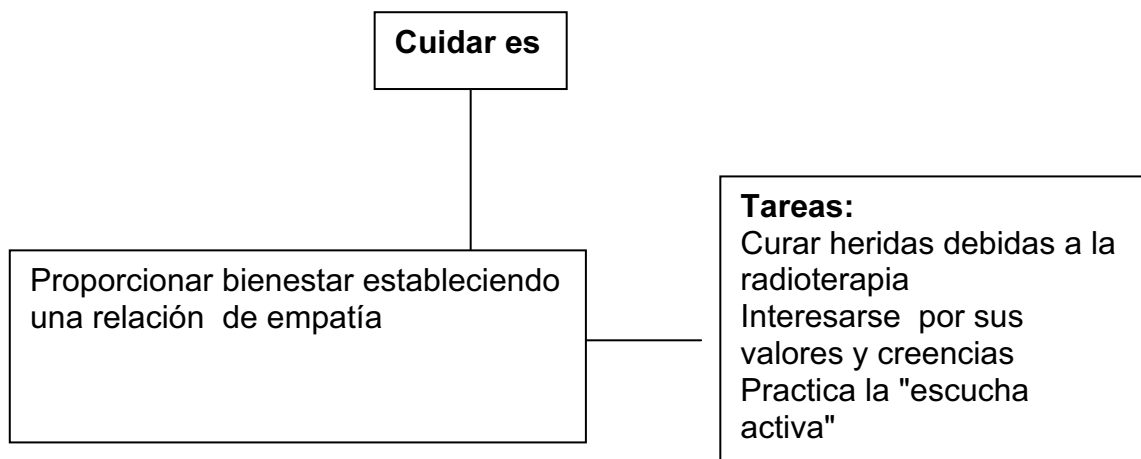 Cuidar es
Proporcionar bienestar estableciendo
una relación de empatía
Tareas:
Curar heridas debidas a la
radioterapia
Interesarse por sus
valores y creencias
Practica la "escucha
activa"